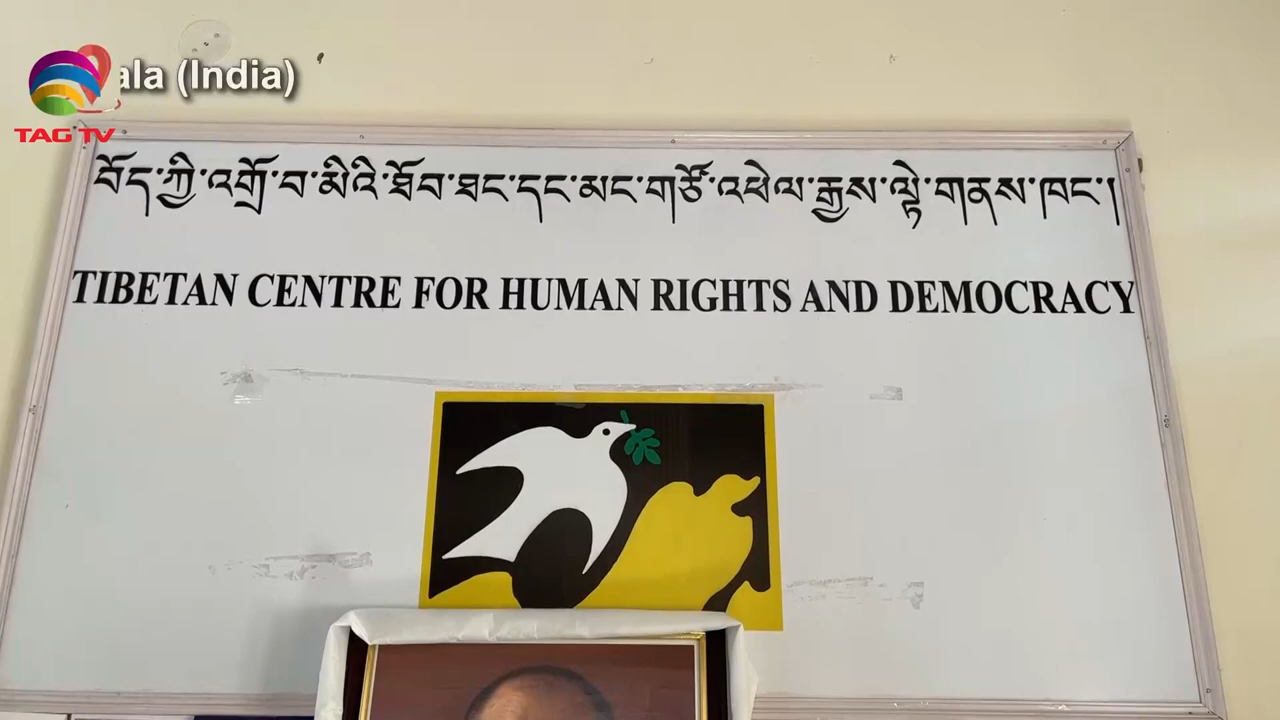 ala (India)
TAG TV
བོད་ཀྱི་འགྲོ་བ་མིའི་ཐོབ་ཐང་དང་མང་གཙོ་འཕེལ་རྒྱས་ལྟེ་གནས་ཁང་།
TIBETAN CENTRE FOR HUMAN RIGHTS AND DEMOCRACY